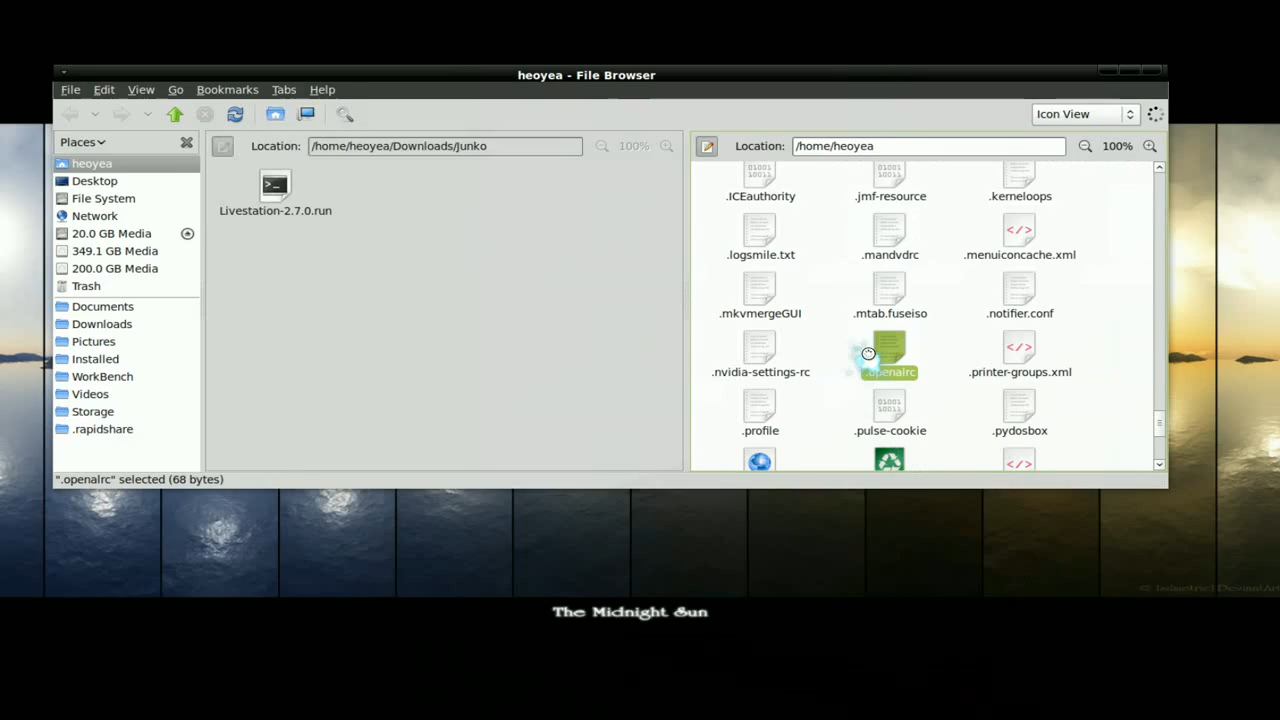 heoyea - File Browser
File Edit View Go Bookmarks Tabs Help
Icon View
Places
Location: /home/heoyea/Downloads/Junko 100%
Location: /home/heoyea 100%
heoyea
Desktop
File System
Network
20.0 GB Media
349.1 GB Media
200.0 GB Media
Trash
Documents
Downloads
Pictures
Installed
WorkBench
Videos
Storage
.rapidshare
Livestation-2.7.0.run
.ICEauthority .jmf-resource .kerneloops
.logsmile.txt .mandvdrc .menuiconcache.xml
.mkvmergeGUI .mtab.fuseiso .notifier.conf
.nvidia-settings-rc .openalrc .printer-groups.xml
.profile .pulse-cookie .pydosbox
".openalrc" selected (68 bytes)
The Midnight Sun